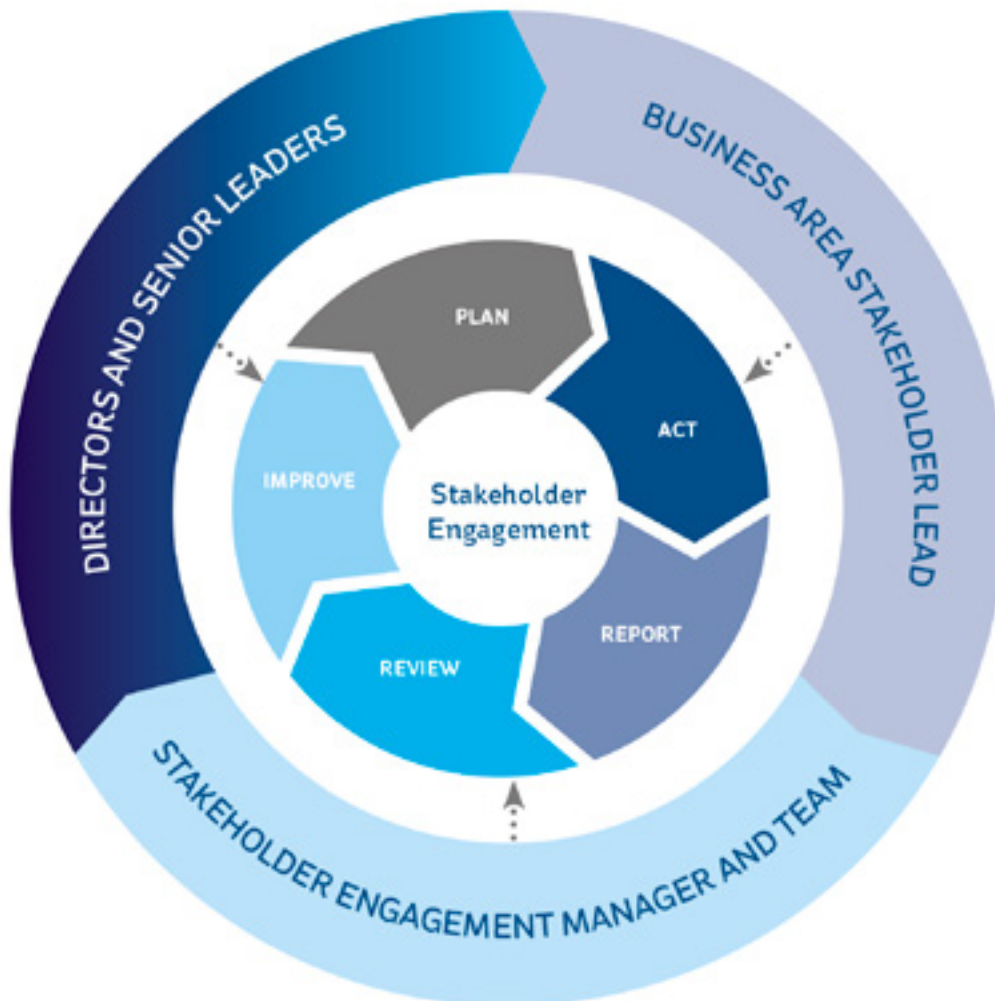 DIRECTORS AND SENIOR LEADERS
BUSINESS AREA STAKEHOLDER LEAD
STAKEHOLDER ENGAGEMENT MANAGER AND TEAM
PLAN
ACT
REPORT
REVIEW
IMPROVE
Stakeholder
Engagement